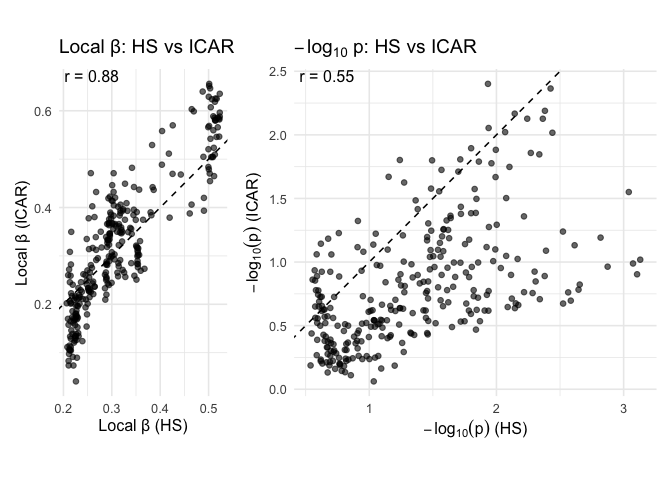 Local β: HS vs ICAR
r = 0.88
Local β (ICAR)
0.6
0.4
0.2
0.2 0.3 0.4 0.5
Local β (HS)
−log₁₀ p: HS vs ICAR
r = 0.55
−log₁₀(p) (ICAR)
2.5
2.0
1.5
1.0
0.5
0.0
1 2 3
−log₁₀(p) (HS)